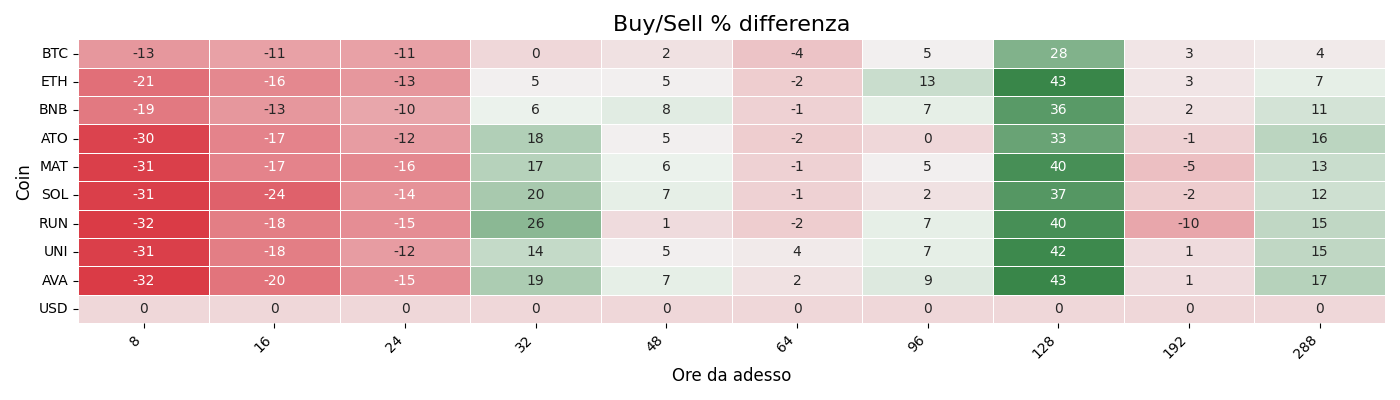 Buy/Sell % differenza
Coin
BTC -13 -11 -11 0 2 -4 5 28 3 4
ETH -21 -16 -13 5 5 -2 13 43 3 7
BNB -19 -13 -10 6 8 -1 7 36 2 11
ATO -30 -17 -12 18 5 -2 0 33 -1 16
MAT -31 -17 -16 17 6 -1 5 40 -5 13
SOL -31 -24 -14 20 7 -1 2 37 -2 12
RUN -32 -18 -15 26 1 -2 7 40 -10 15
UNI -31 -18 -12 14 5 4 7 42 1 15
AVA -32 -20 -15 19 7 2 9 43 1 17
USD 0 0 0 0 0 0 0 0 0 0
8 16 24 32 48 64 96 128 192 288
Ore da adesso